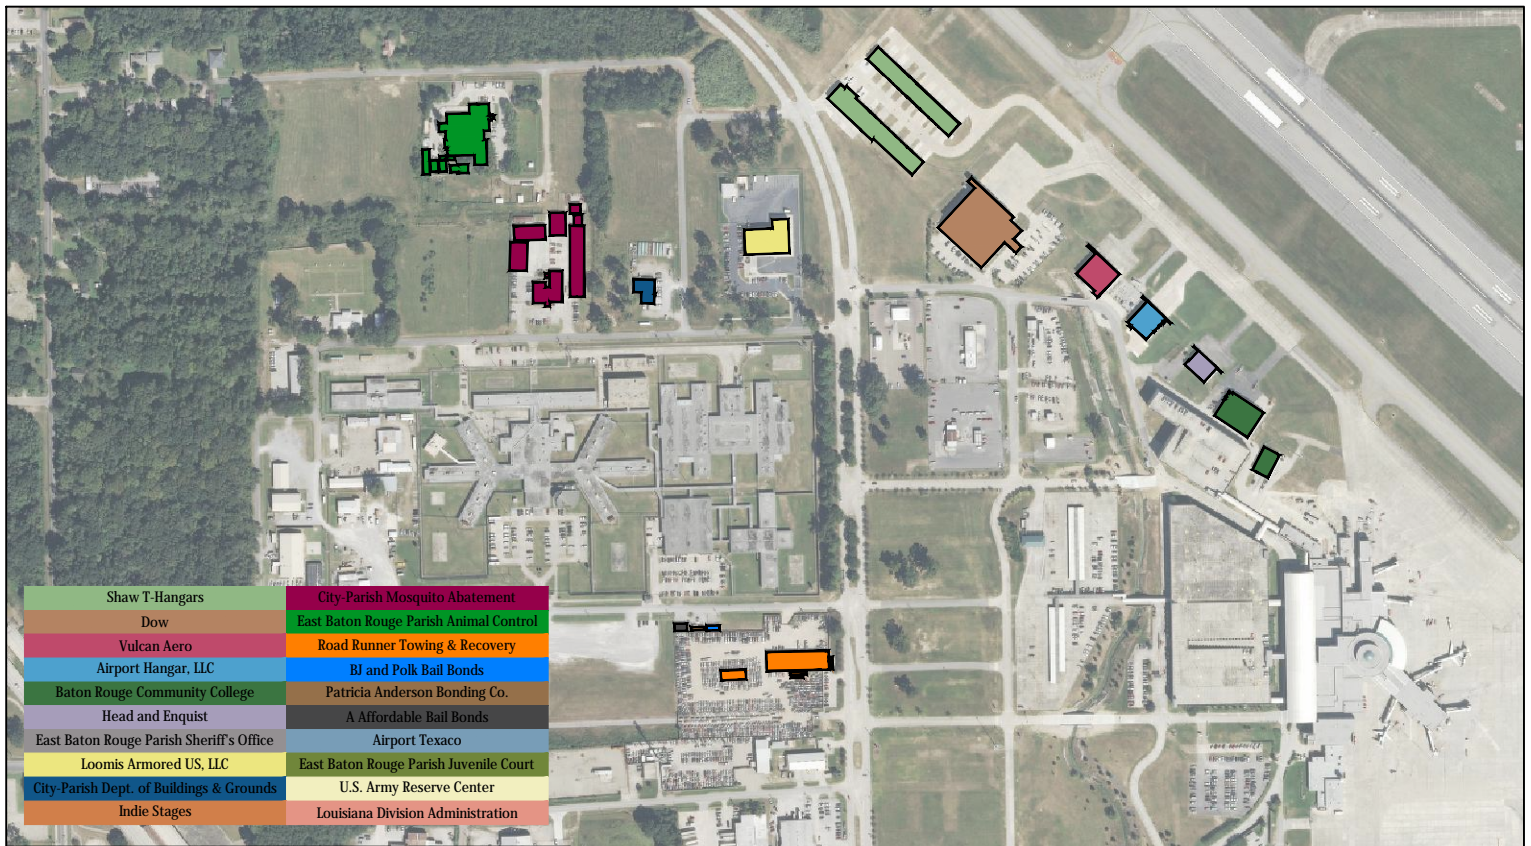 Shaw T-Hangars
City-Parish Mosquito Abatement
Dow
East Baton Rouge Parish Animal Control
Vulcan Aero
Road Runner Towing & Recovery
Airport Hangar, LLC
BJ and Polk Bail Bonds
Baton Rouge Community College
Patricia Anderson Bonding Co.
Head and Enquist
A Affordable Bail Bonds
East Baton Rouge Parish Sheriff's Office
Airport Texaco
Loomis Armored US, LLC
East Baton Rouge Parish Juvenile Court
City-Parish Dept. of Buildings & Grounds
U.S. Army Reserve Center
Indie Stages
Louisiana Division Administration